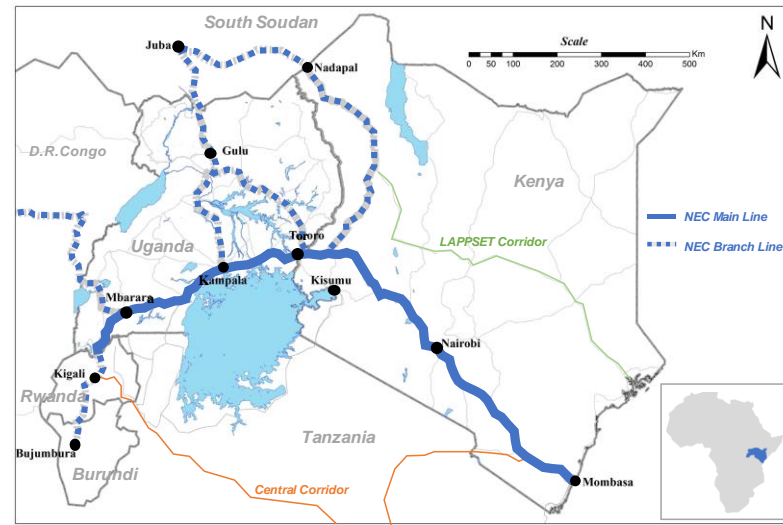 South Soudan
Juba
Nadapal
Scale
0 50 100 200 300 400 500 Km
N
Gulu
D.R.Congo
Kenya
NEC Main Line
Uganda
Tororo
LAPPSET Corridor
NEC Branch Line
Kampala
Kisumu
Mbarara
Nairobi
Kigali
Rwanda
Tanzania
Bujumbura
Burundi
Central Corridor
Mombasa